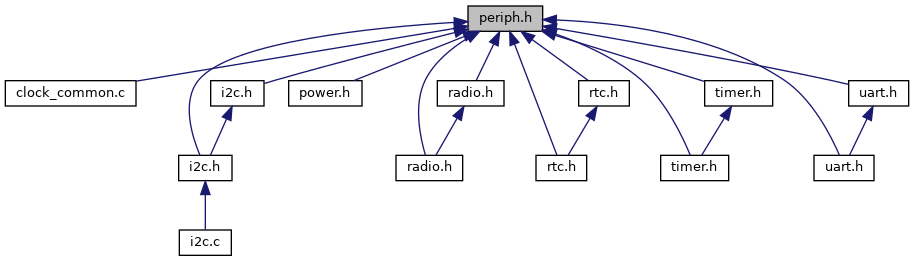 periph.h
clock_common.c
i2c.h
power.h
radio.h
rtc.h
timer.h
uart.h
i2c.h
radio.h
rtc.h
timer.h
uart.h
i2c.c